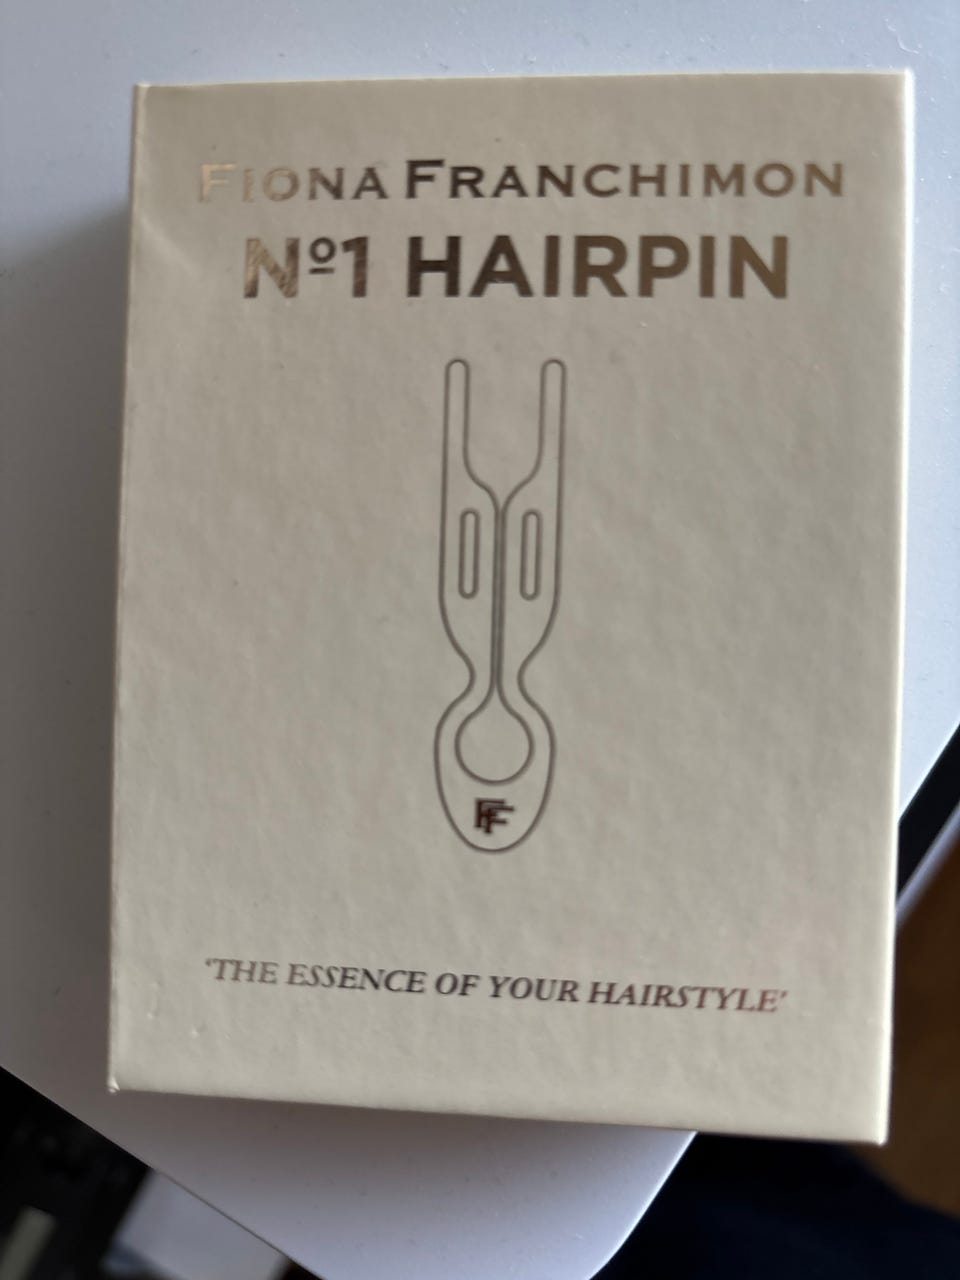 FIONA FRANCHIMON
Nº1 HAIRPIN
FF
'THE ESSENCE OF YOUR HAIRSTYLE'